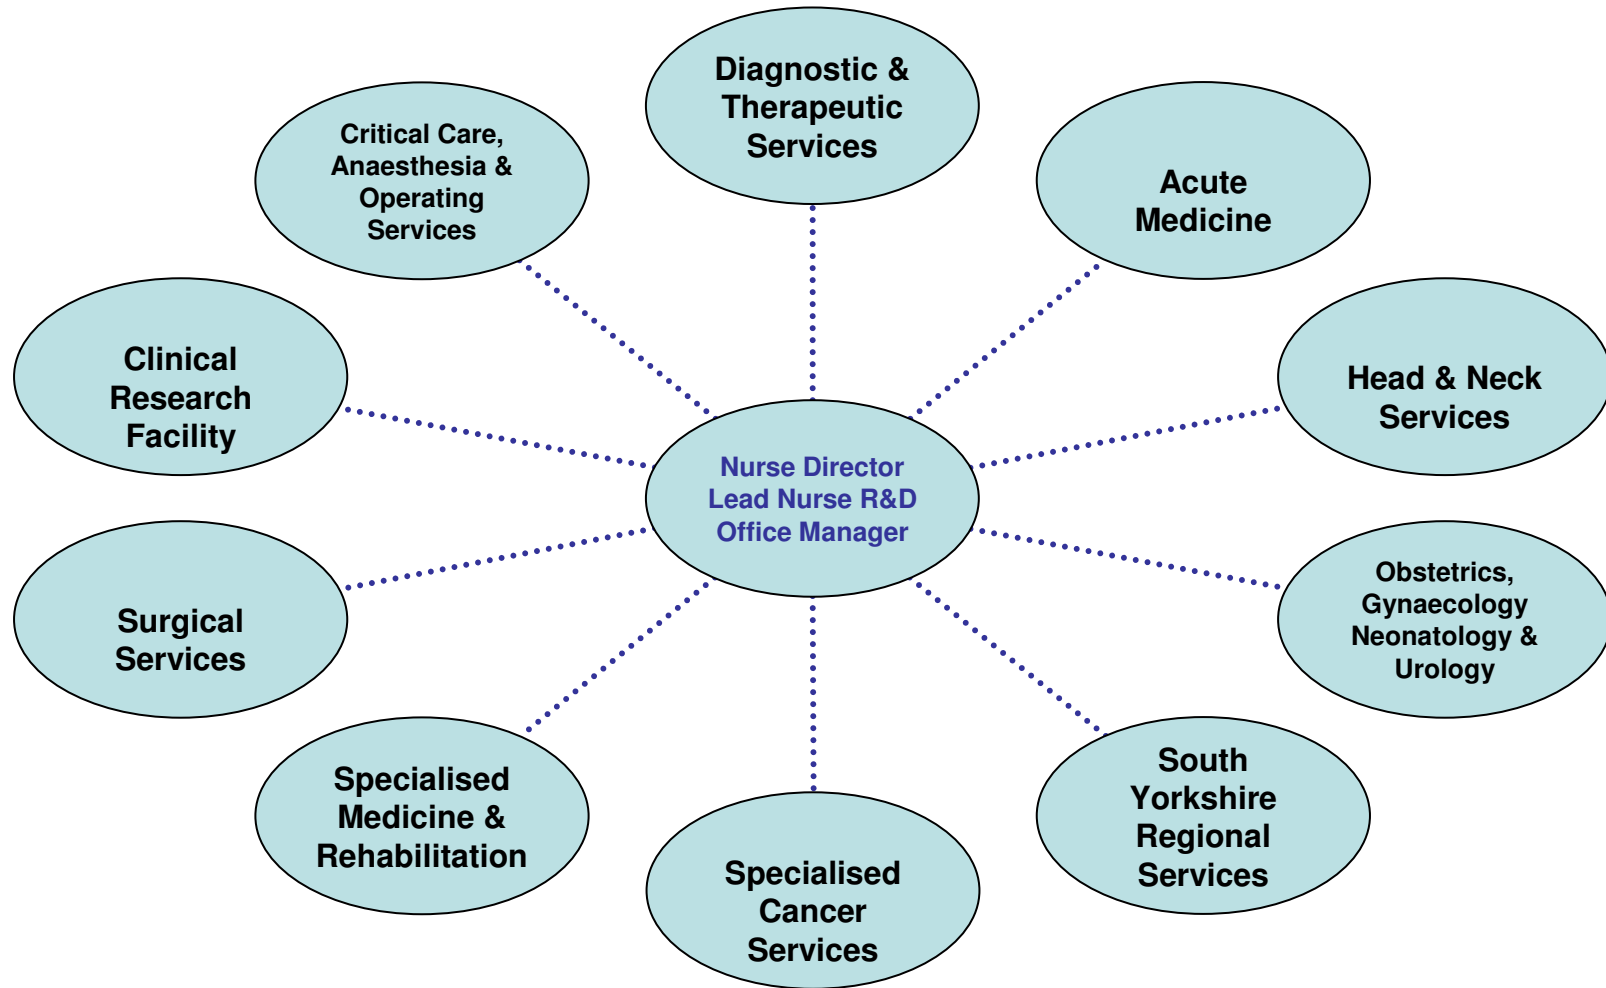 Diagnostic &
Therapeutic
Services
Critical Care,
Anaesthesia &
Operating
Services
Acute
Medicine
Clinical
Research
Facility
Head & Neck
Services
Nurse Director
Lead Nurse R&D
Office Manager
Surgical
Services
Obstetrics,
Gynaecology
Neonatology &
Urology
Specialised
Medicine &
Rehabilitation
South
Yorkshire
Regional
Services
Specialised
Cancer
Services